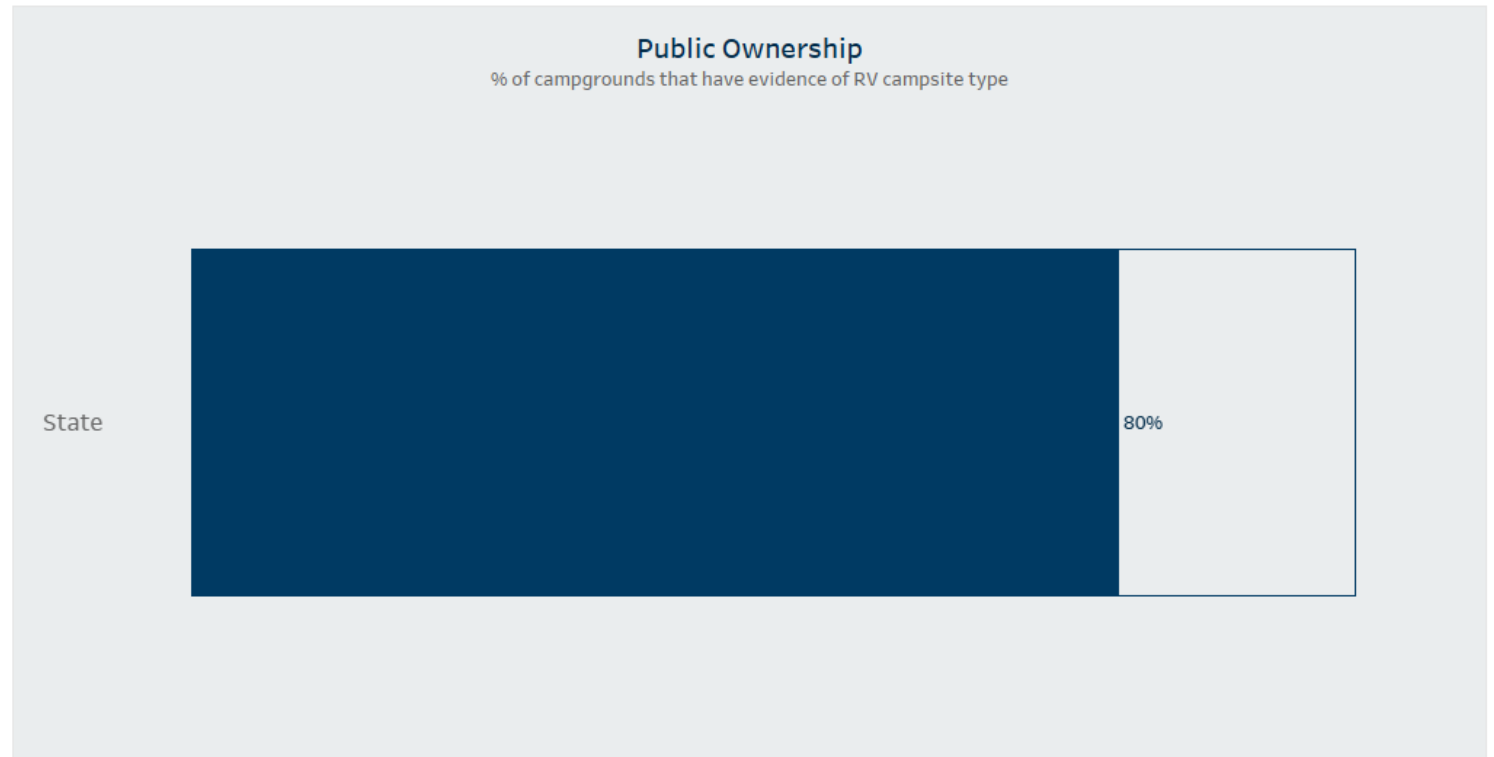 Public Ownership
% of campgrounds that have evidence of RV campsite type
State
80%